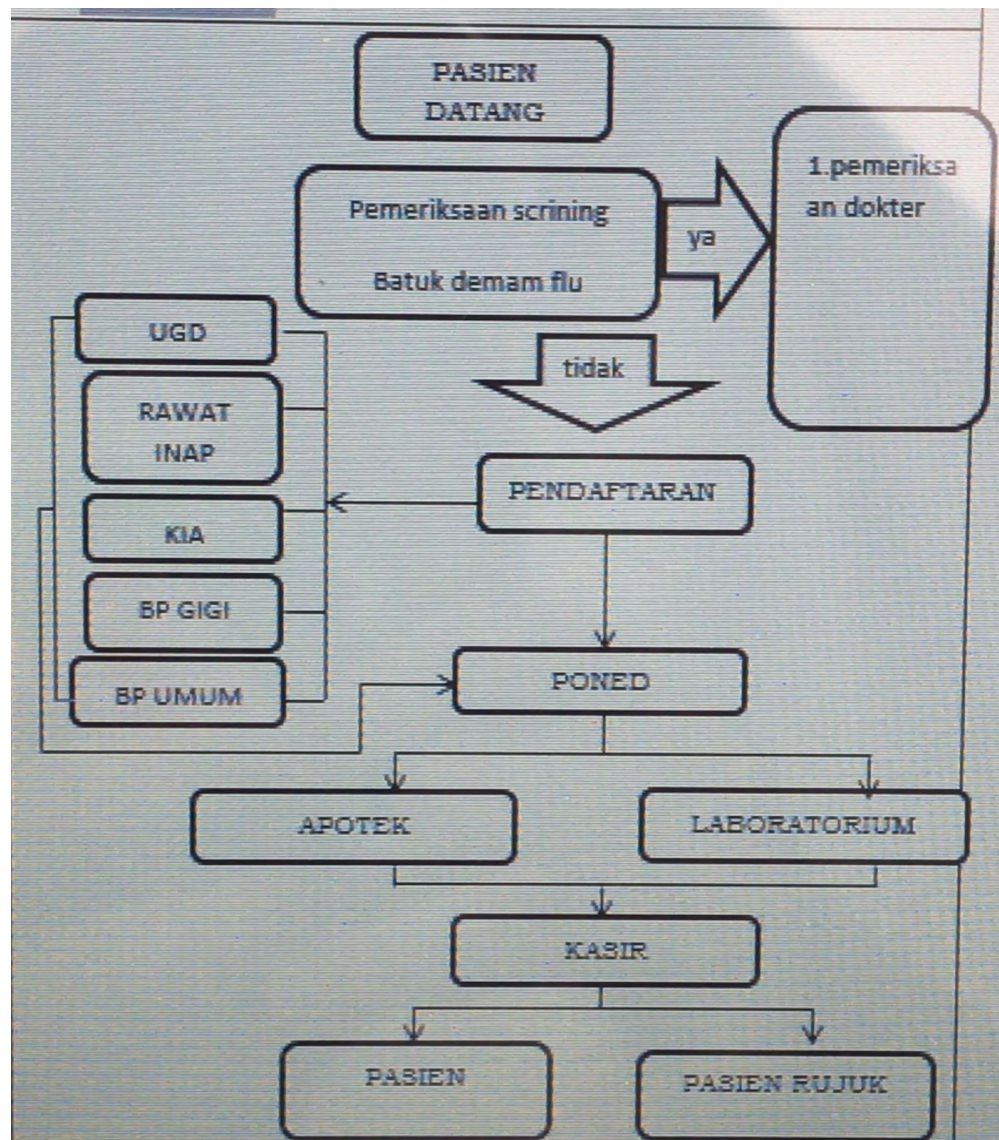 PASIEN
DATANG
Pemeriksaan scrining
Batuk demam flu
ya
1.pemeriksa
an dokter
tidak
UGD
RAWAT
INAP
KIA
BP GIGI
BP UMUM
PENDAFTARAN
PONED
APOTEK
LABORATORIUM
KASIR
PASIEN
PASIEN RUJUK